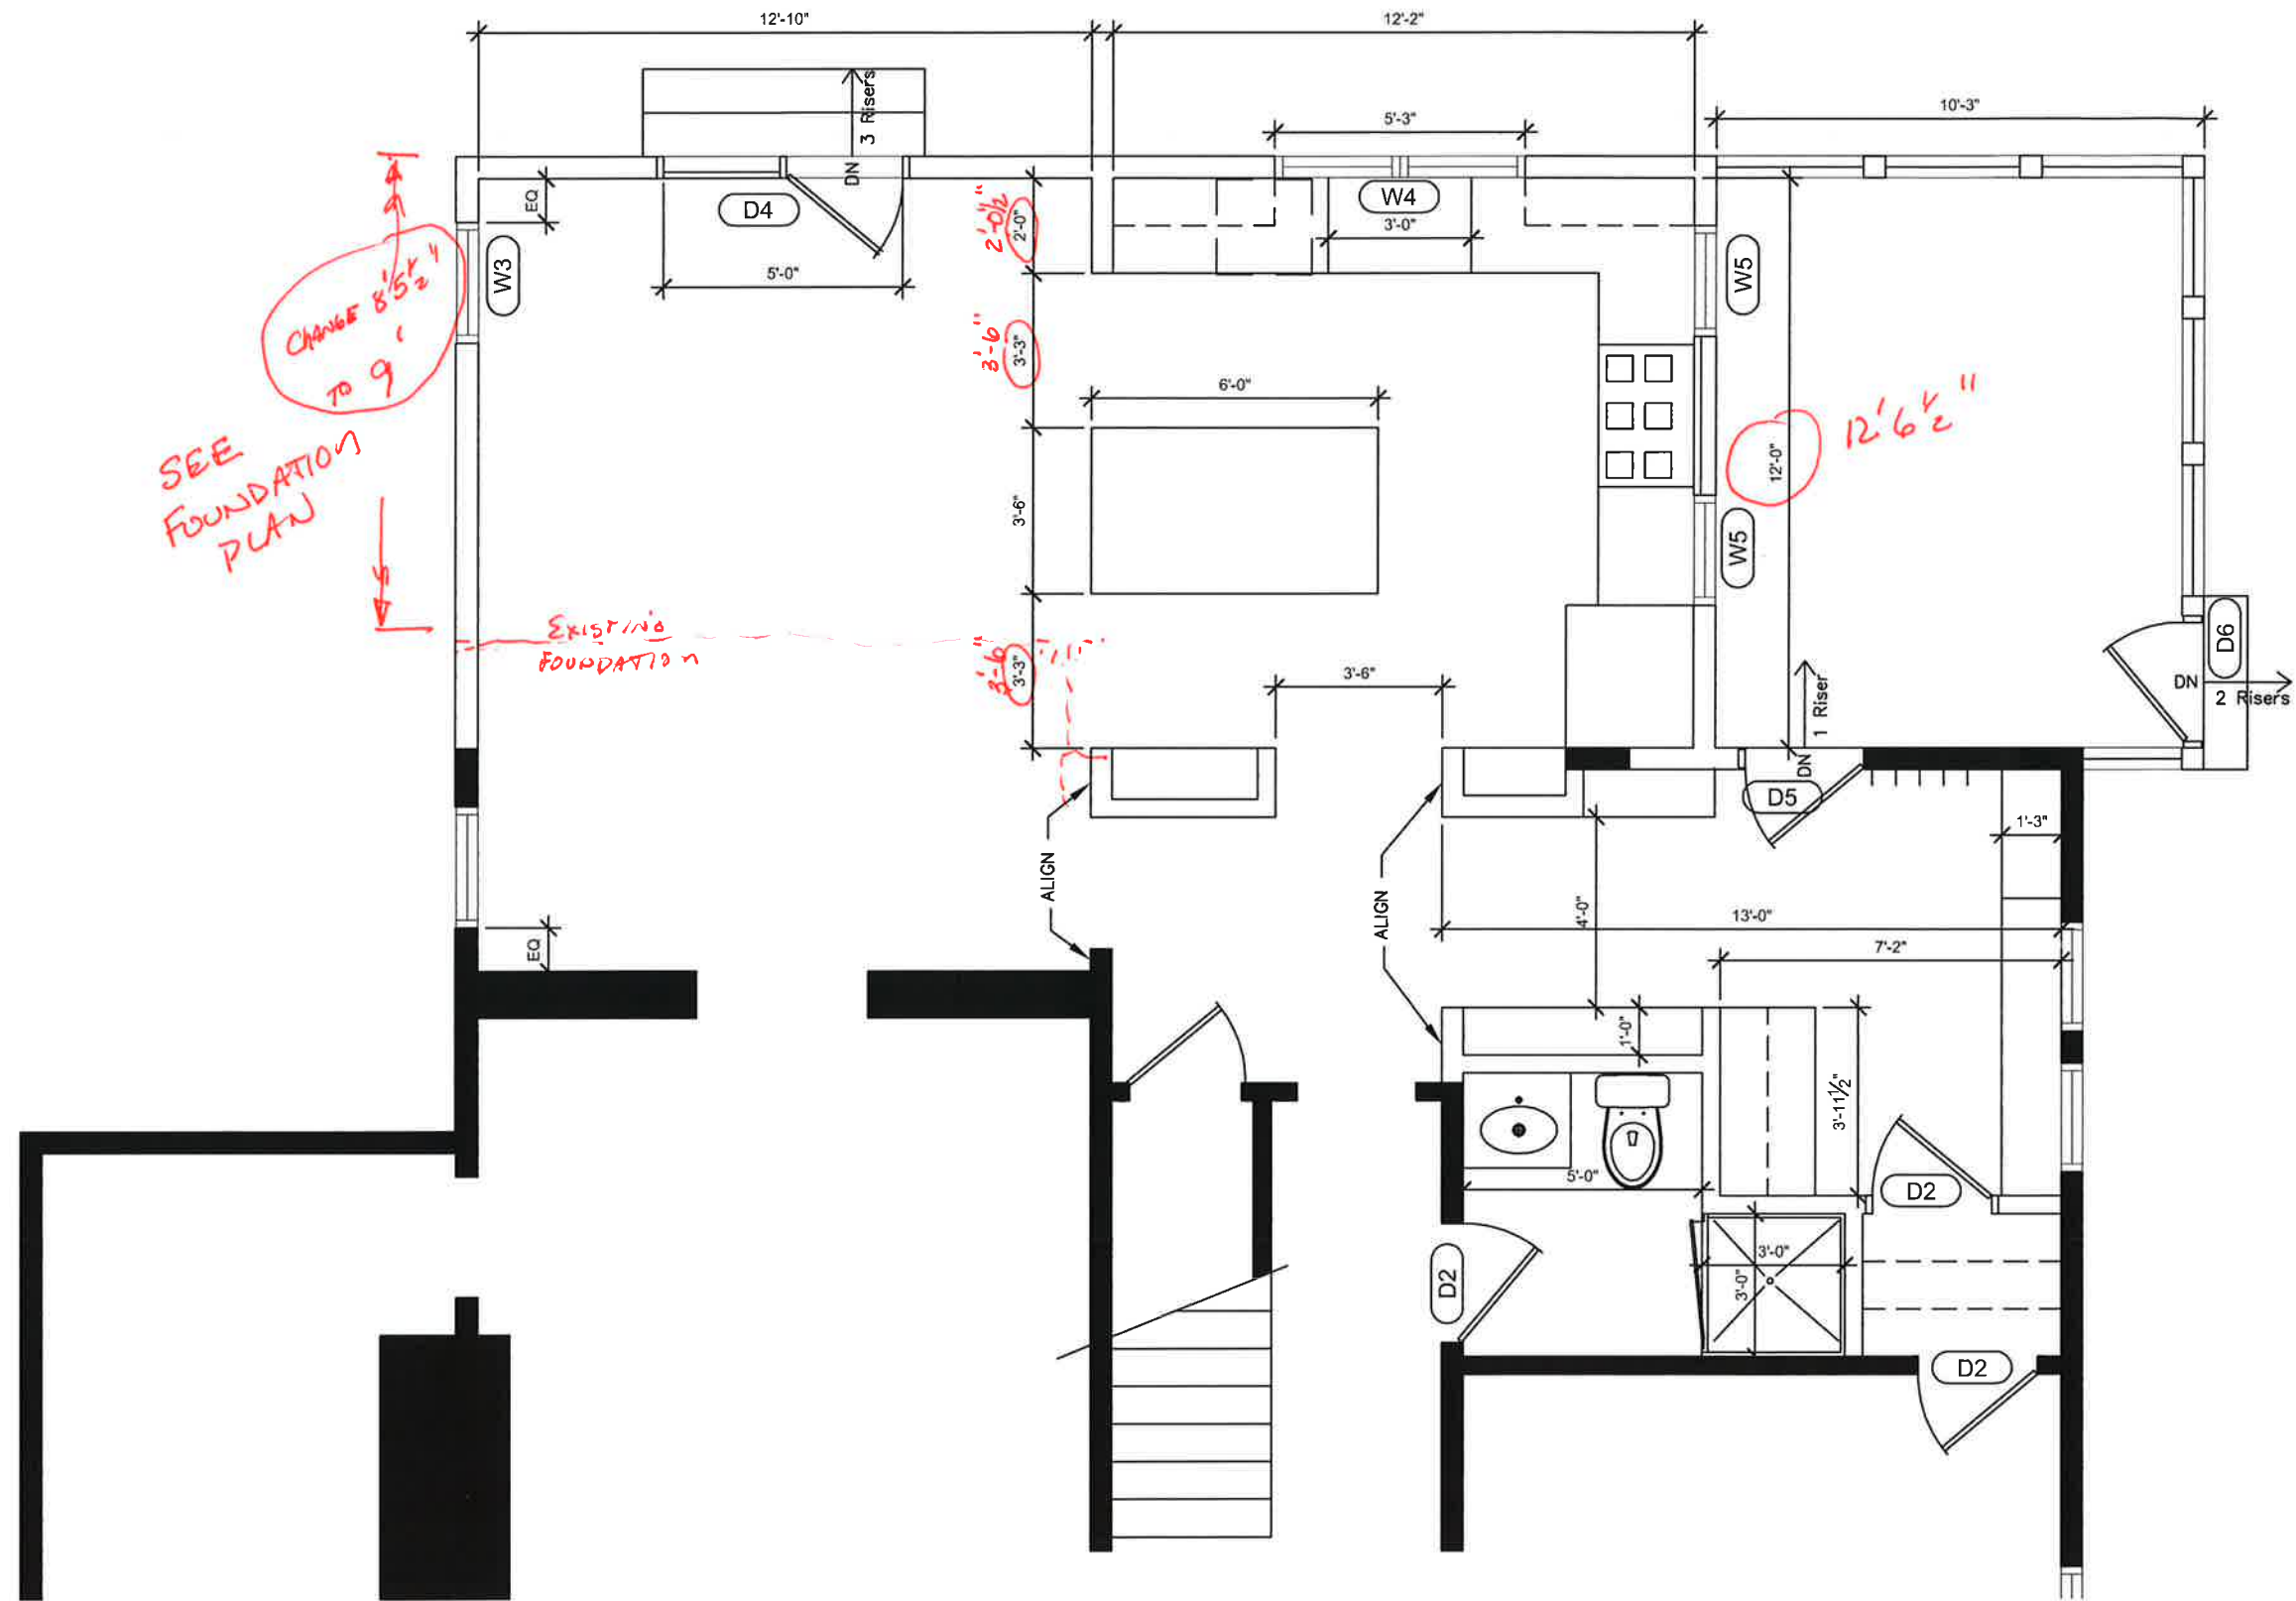 12'-10"
12'-2"
10'-3"
5'-3"
3 Risers
DN
EQ
D4
W4
3'-0"
2'-0½"
2'-0"
5'-0"
W3
W5
CHANGE 8'5½"
TO 9'
3'-6"
3'-3"
6'-0"
12'6½"
12'-0"
SEE
FOUNDATION
PLAN
3'-6"
W5
EXISTING
FOUNDATION
3'-6"
3'-3"
3'-6"
1 Riser
D6
DN
2 Risers
DN
D5
1'-3"
ALIGN
ALIGN
4'-0"
13'-0"
EQ
7'-2"
1'-0"
3'-11½"
5'-0"
D2
D2
3'-0"
3'-0"
D2